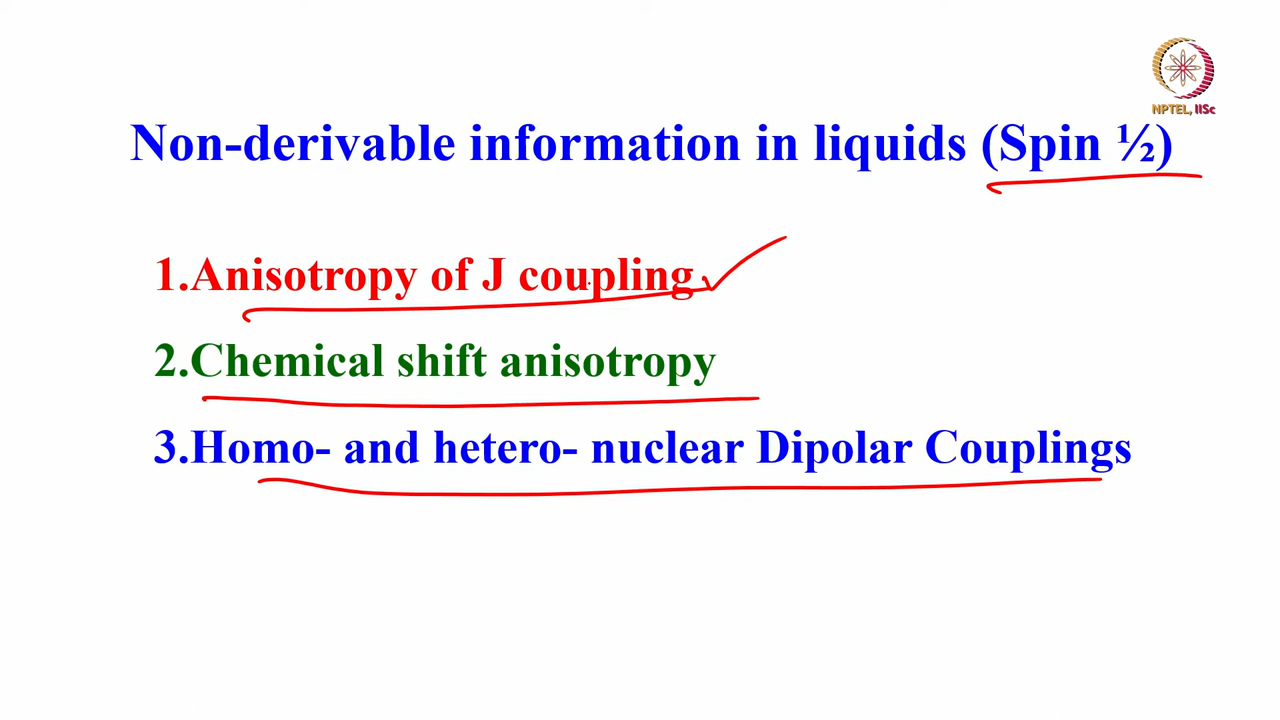 NPTEL, IISc
Non-derivable information in liquids (Spin ½)
1.Anisotropy of J coupling
2.Chemical shift anisotropy
3.Homo- and hetero- nuclear Dipolar Couplings